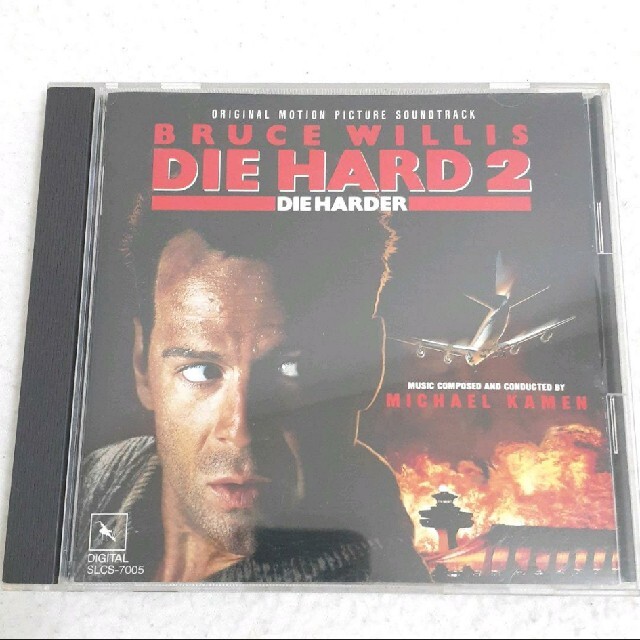 ORIGINAL MOTION PICTURE SOUNDTRACK
BRUCE WILLIS
DIE HARD 2
DIE HARDER
MUSIC COMPOSED AND CONDUCTED BY
MICHAEL KAMEN
DIGITAL
SLCS-7005